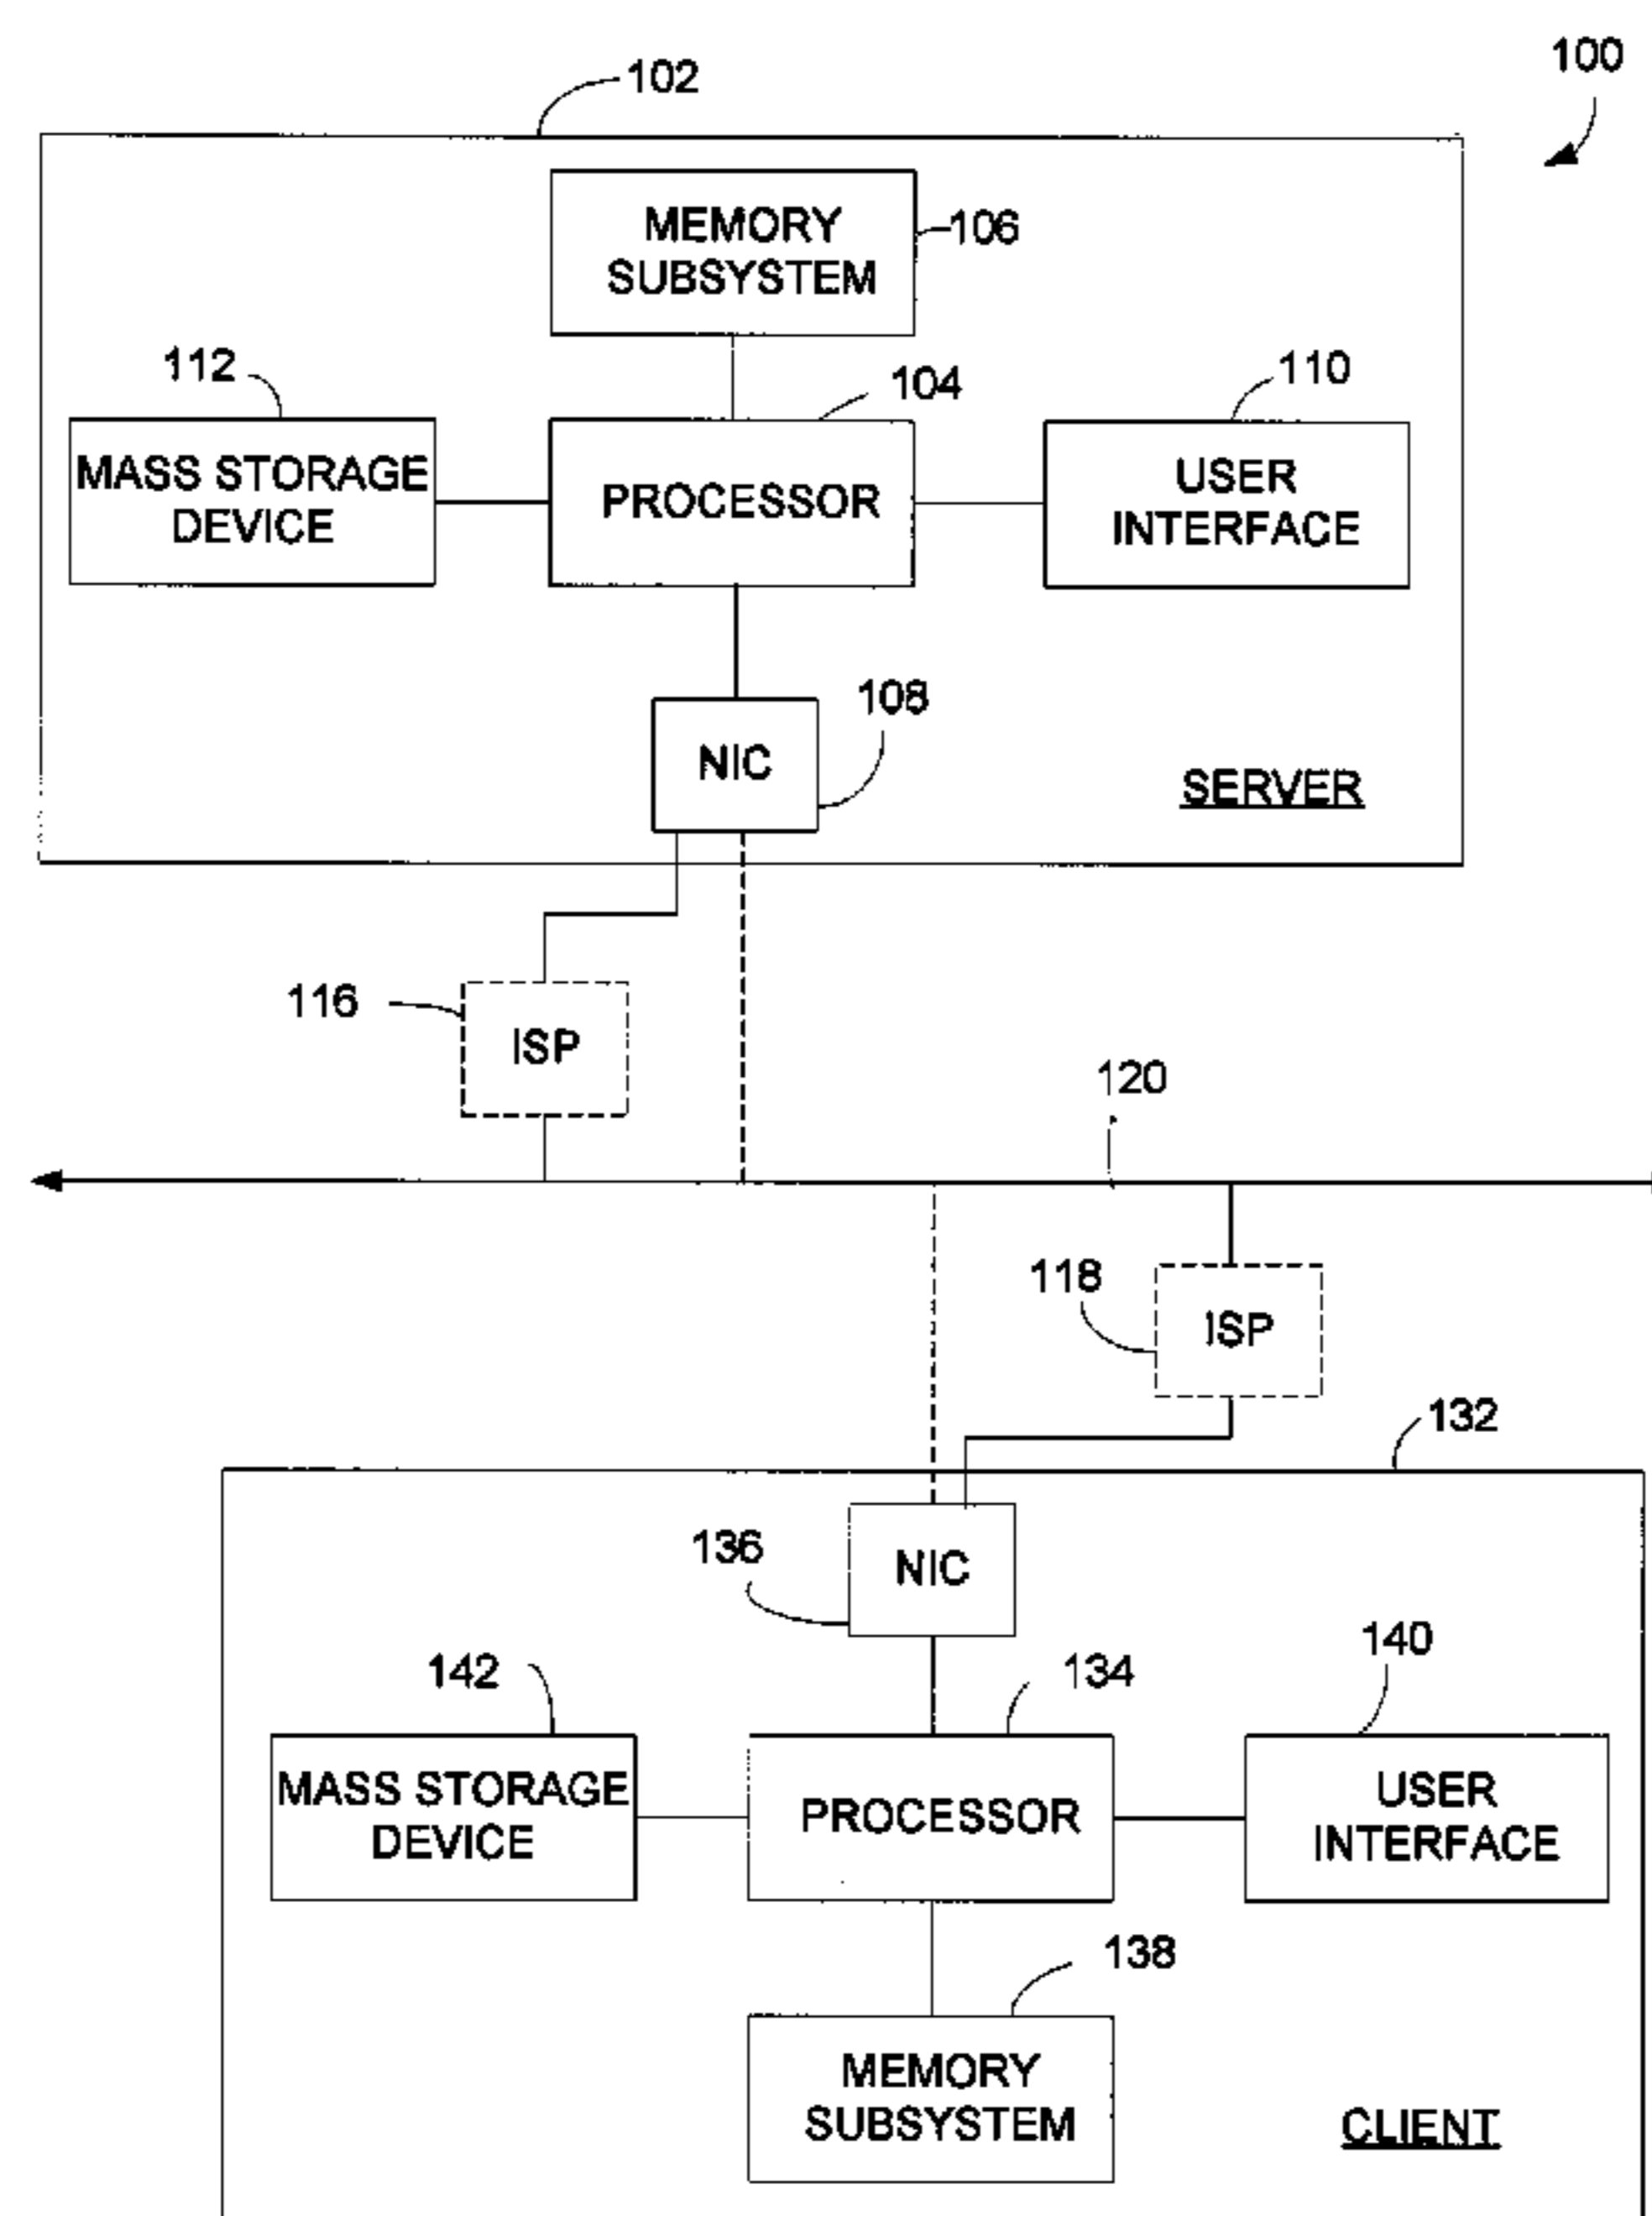 100
102
MEMORY
SUBSYSTEM
106
112
104
110
MASS STORAGE
DEVICE
PROCESSOR
USER
INTERFACE
108
NIC
SERVER
116
ISP
120
118
ISP
132
136
NIC
142
134
140
MASS STORAGE
DEVICE
PROCESSOR
USER
INTERFACE
138
MEMORY
SUBSYSTEM
CLIENT